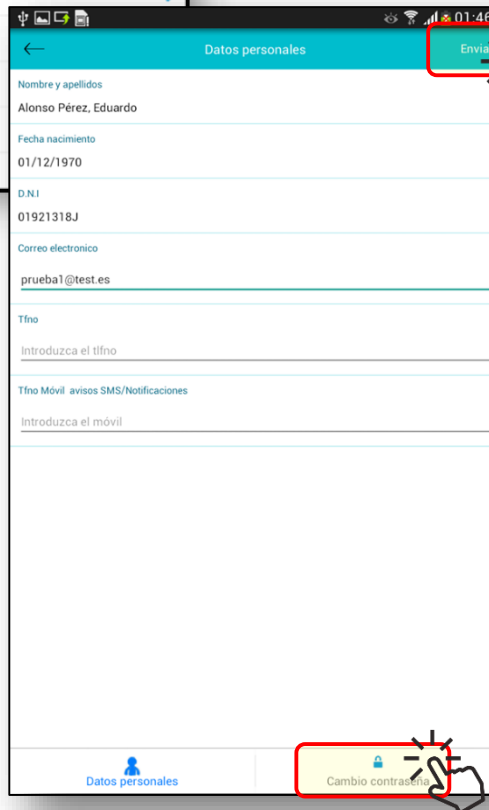 01:46
Datos personales
Nombre y apellidos
Alonso Pérez, Eduardo
Fecha nacimiento
01/12/1970
D.N.I
01921318J
Correo electronico
prueba1@test.es
Tfno
Introduzca el tlfno
Tfno Móvil avisos SMS/Notificaciones
Introduzca el móvil
Datos personales
Cambio contraseña